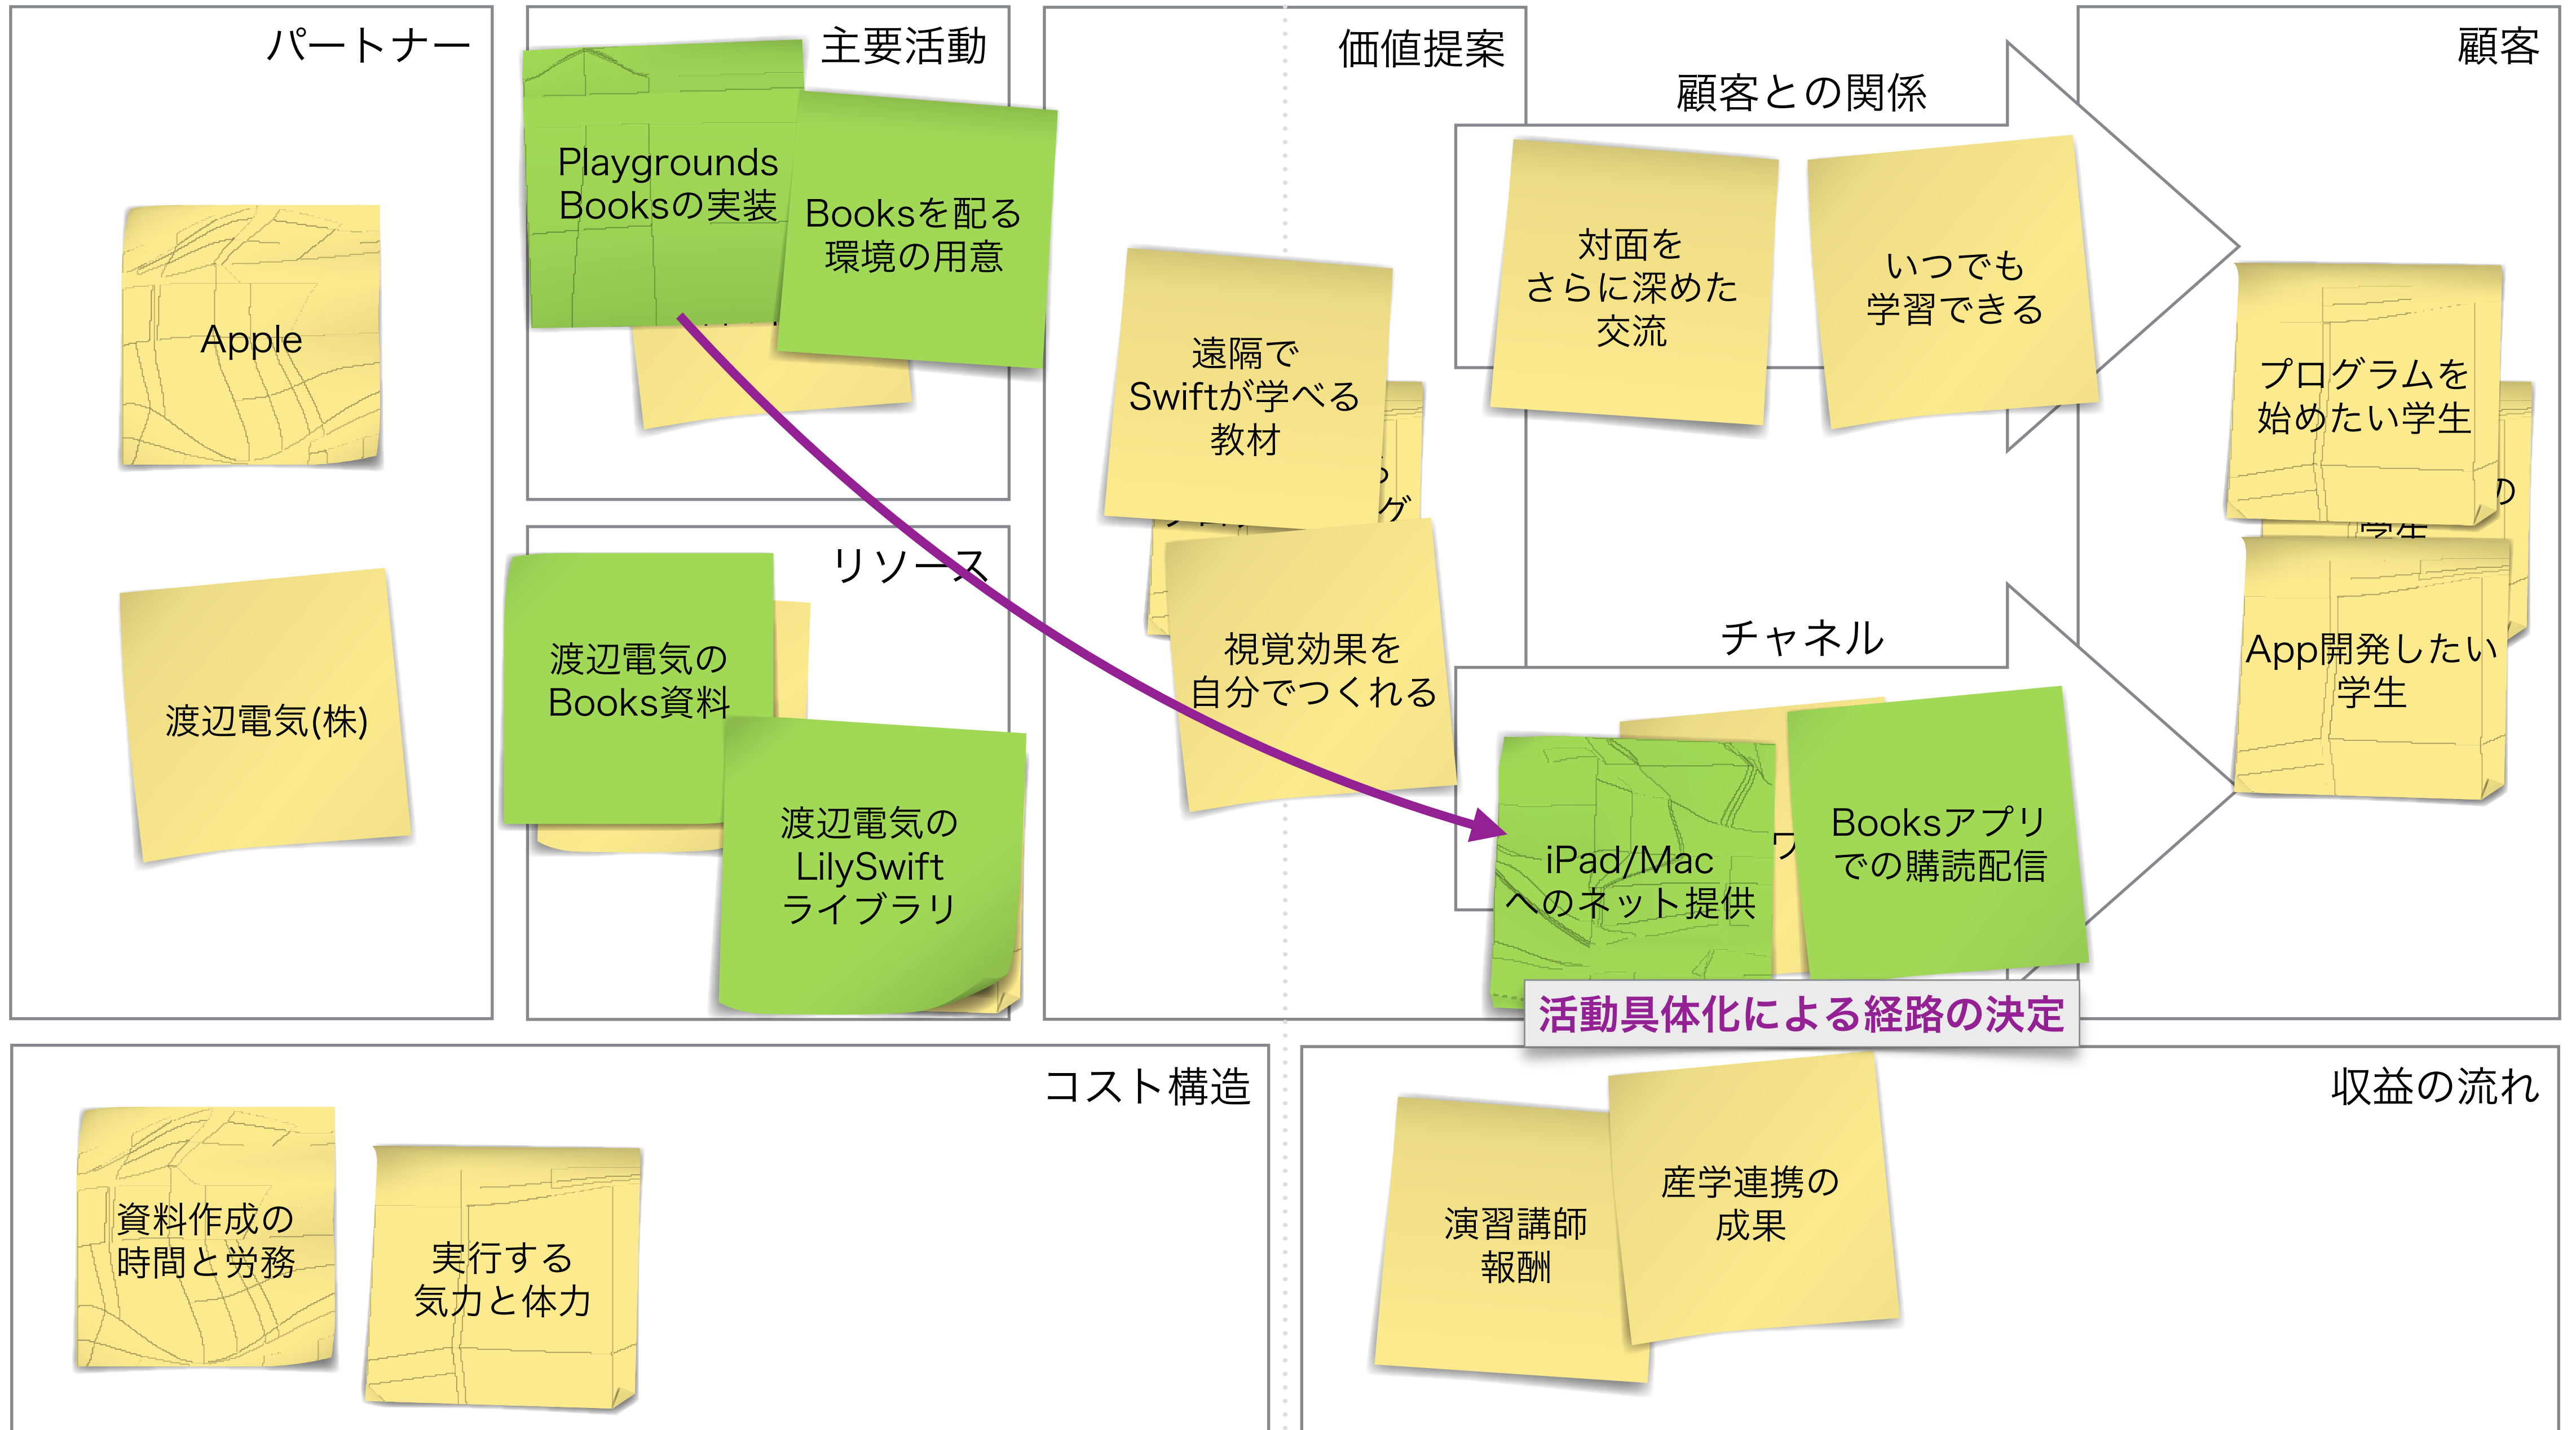 パートナー
Apple
渡辺電気(株)
主要活動
Playgrounds
Booksの実装
Booksを配る
環境の用意
リソース
渡辺電気の
Books資料
渡辺電気の
LilySwift
ライブラリ
価値提案
遠隔で
Swiftが学べる
教材
視覚効果を
自分でつくれる
顧客との関係
対面を
さらに深めた
交流
いつでも
学習できる
チャネル
iPad/Mac
へのネット提供
Booksアプリ
での購読配信
活動具体化による経路の決定
顧客
プログラムを
始めたい学生
の
学生
App開発したい
学生
コスト構造
資料作成の
時間と労務
実行する
気力と体力
収益の流れ
演習講師
報酬
産学連携の
成果